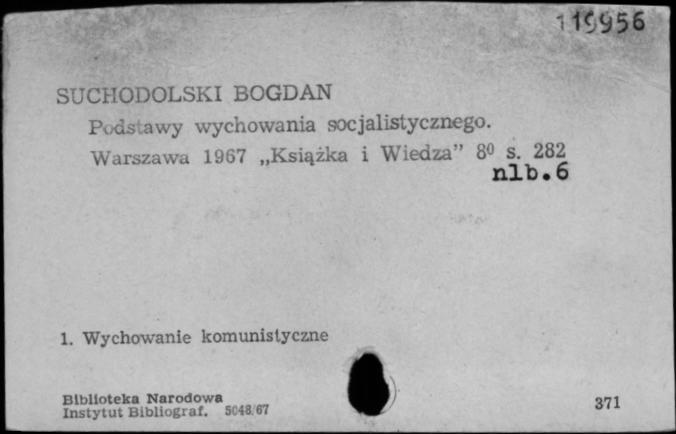 119956
SUCHODOLSKI BOGDAN
Podstawy wychowania socjalistycznego.
Warszawa 1967 „Książka i Wiedza” 8⁰ s. 282
nlb.6
1. Wychowanie komunistyczne
Biblioteka Narodowa
Instytut Bibliograf. 5048/67
371